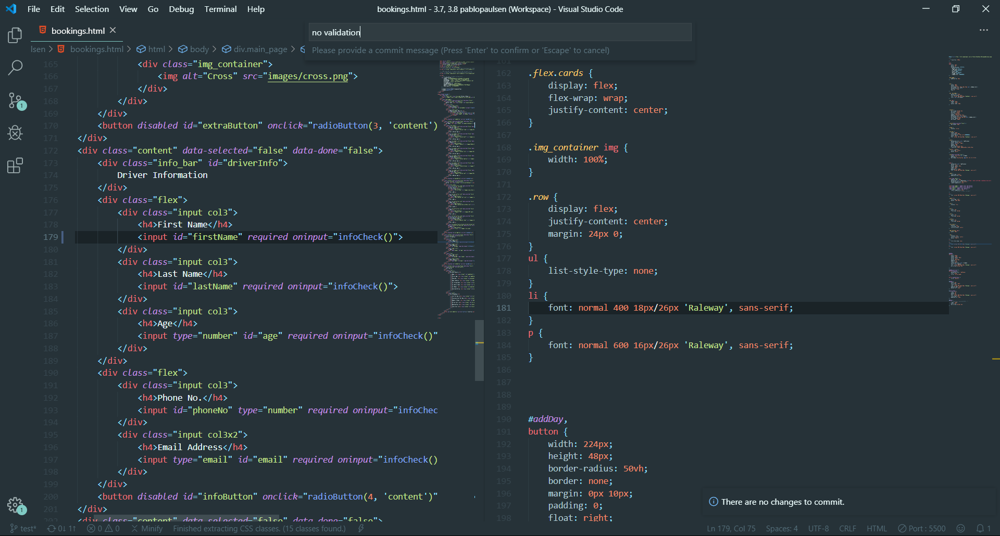 File Edit Selection View Go Debug Terminal Help
bookings.html - 3.7, 3.8 pablopaulsen (Workspace) - Visual Studio Code
bookings.html
no validation
Please provide a commit message (Press 'Enter' to confirm or 'Escape' to cancel)
lsen > bookings.html > html > body > div.main_page >
165 <div class="img_container">
166 <img alt="Cross" src="images/cross.png">
167 </div>
168 </div>
169 </div>
170 <button disabled id="extraButton" onclick="radioButton(3, 'content')
171 </div>
172 <div class="content" data-selected="false" data-done="false">
173 <div class="info_bar" id="driverInfo">
174 Driver Information
175 </div>
176 <div class="flex">
177 <div class="input col3">
178 <h4>First Name</h4>
179 <input id="firstName" required oninput="infoCheck()">
180 </div>
181 <div class="input col3">
182 <h4>Last Name</h4>
183 <input id="lastName" required oninput="infoCheck()">
184 </div>
185 <div class="input col3">
186 <h4>Age</h4>
187 <input type="number" id="age" required oninput="infoCheck()"
188 </div>
189 </div>
190 <div class="flex">
191 <div class="input col3">
192 <h4>Phone No.</h4>
193 <input id="phoneNo" type="number" required oninput="infoChec
194 </div>
195 <div class="input col3x2">
196 <h4>Email Address</h4>
197 <input type="email" id="email" required oninput="infoCheck()
198 </div>
199 </div>
200 <button disabled id="infoButton" onclick="radioButton(4, 'content')"
201 </div>
202 <div class="content" data-selected="false" data-done="false">
161
162 .flex.cards {
163 display: flex;
164 flex-wrap: wrap;
165 justify-content: center;
166 }
167
168 .img_container img {
169 width: 100%;
170 }
171
172 .row {
173 display: flex;
174 justify-content: center;
175 margin: 24px 0;
176 }
177 ul {
178 list-style-type: none;
179 }
180 li {
181 font: normal 400 18px/26px 'Raleway', sans-serif;
182 }
183 p {
184 font: normal 600 16px/26px 'Raleway', sans-serif;
185 }
186
187
188
189
190 #addDay,
191 button {
192 width: 224px;
193 height: 48px;
194 border-radius: 50vh;
195 border: none;
196 margin: 0px 10px;
197 padding: 0;
198 float: right;
1
1
There are no changes to commit.
test* 0↓ 1↑ 0 0 Minify Finished extracting CSS classes. (15 classes found.) Ln 179, Col 75 Spaces: 4 UTF-8 CRLF HTML Port : 5500 1